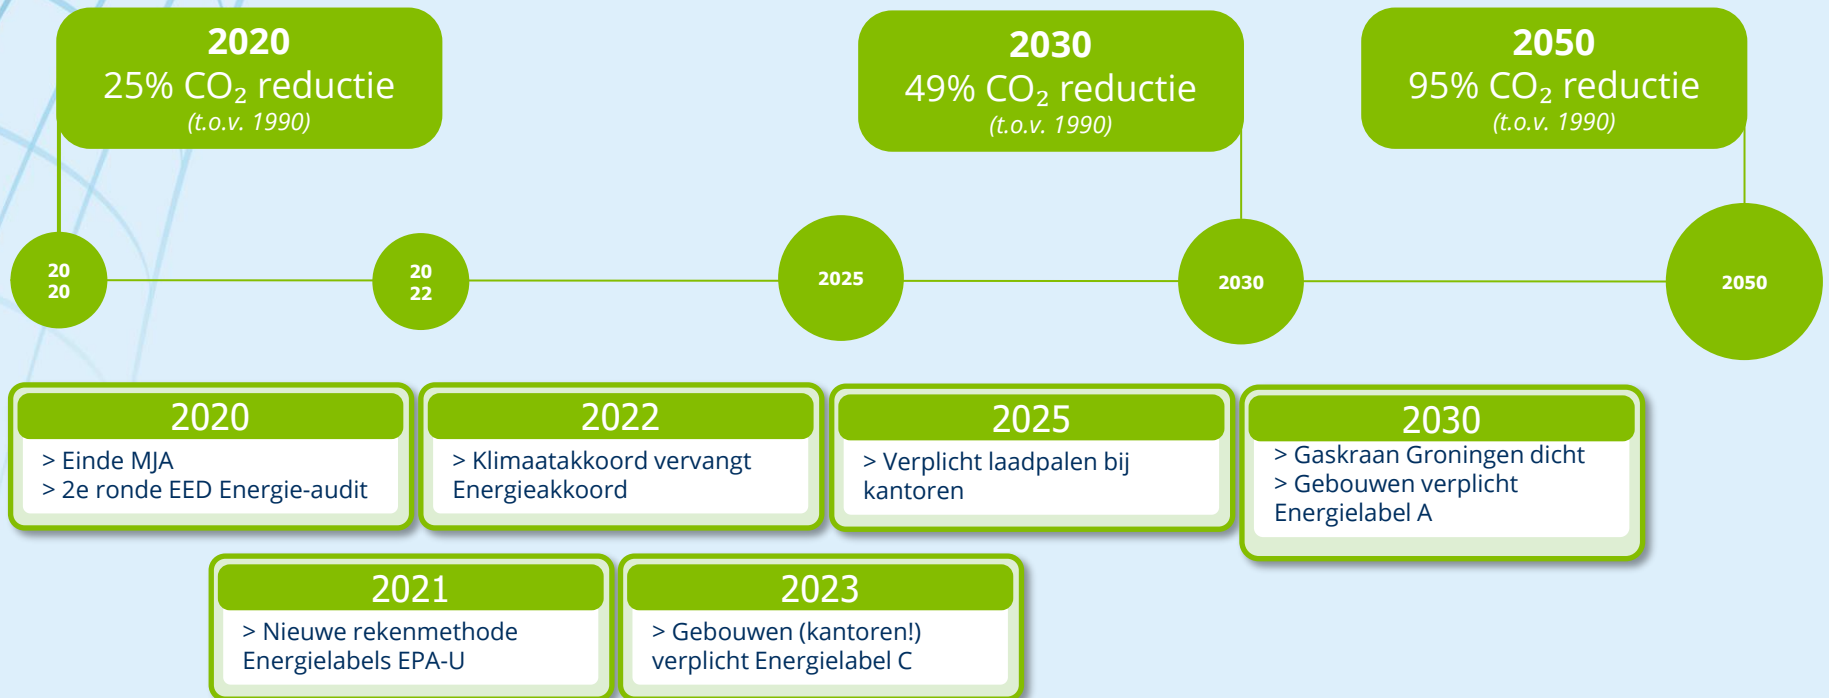 2020
25% CO₂ reductie
(t.o.v. 1990)
2030
49% CO₂ reductie
(t.o.v. 1990)
2050
95% CO₂ reductie
(t.o.v. 1990)
20
20
20
22
2025
2030
2050
2020
> Einde MJA
> 2e ronde EED Energie-audit
2022
> Klimaatakkoord vervangt
Energieakkoord
2025
> Verplicht laadpalen bij
kantoren
2030
> Gaskraan Groningen dicht
> Gebouwen verplicht
Energielabel A
2021
> Nieuwe rekenmethode
Energielabels EPA-U
2023
> Gebouwen (kantoren!)
verplicht Energielabel C